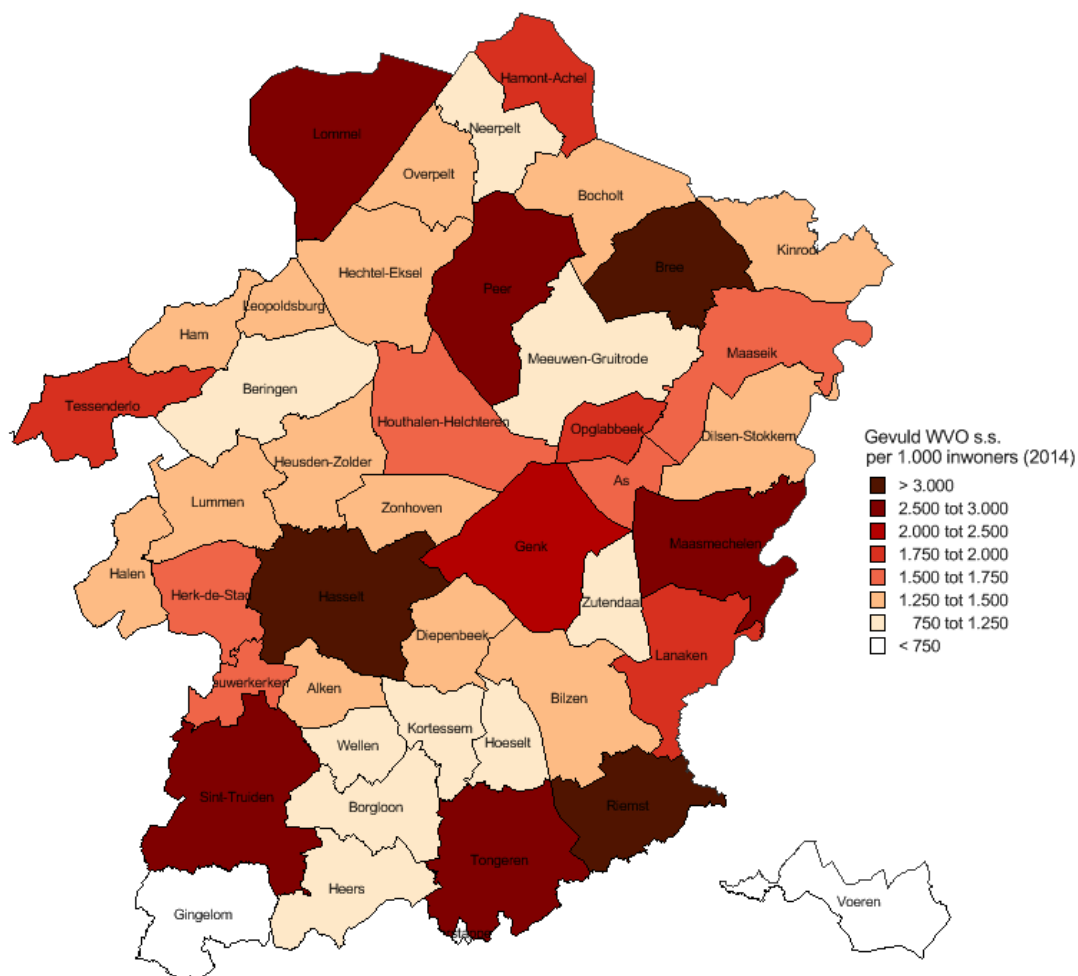 Hamont-Achel
Lommel
Neerpelt
Overpelt
Bocholt
Kinrooi
Hechtel-Eksel
Bree
Peer
Leopoldsburg
Ham
Maaseik
Meeuwen-Gruitrode
Beringen
Tessenderlo
Houthalen-Helchteren
Opglabbeek
Dilsen-Stokkem
Heusden-Zolder
As
Lummen
Zonhoven
Genk
Maasmechelen
Halen
Herk-de-Stad
Hasselt
Zutendaal
Diepenbeek
Lanaken
euwerkerken
Alken
Bilzen
Kortessem
Wellen
Hoeselt
Sint-Truiden
Borgloon
Riemst
Tongeren
Heers
Gingelom
Voeren
Gevuld WVO s.s.
per 1.000 inwoners (2014)
> 3.000
2.500 tot 3.000
2.000 tot 2.500
1.750 tot 2.000
1.500 tot 1.750
1.250 tot 1.500
750 tot 1.250
< 750